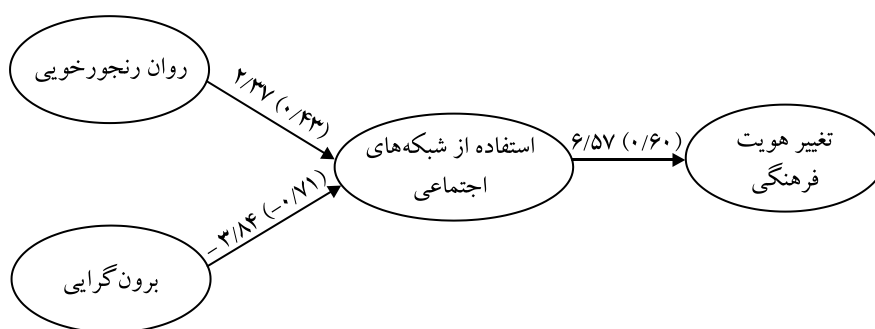 روان رنجورخویی
۲/۳۷ (۰/۴۳)
استفاده از شبکه‌های
اجتماعی
۶/۵۷ (۰/۶۰)
تغییر هویت
فرهنگی
–۳/۸۴ (–۰/۷۱)
برون‌گرایی